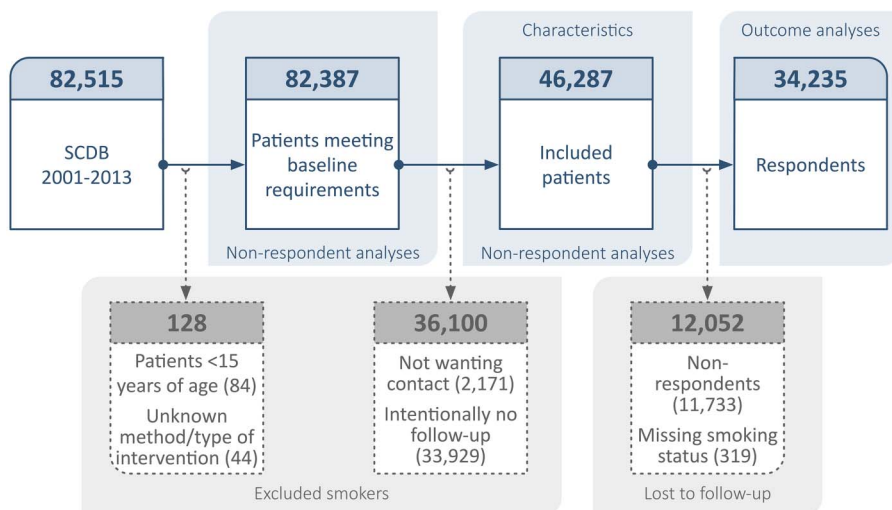 Characteristics
Outcome analyses
82,515
82,387
46,287
34,235
SCDB
2001-2013
Patients meeting
baseline
requirements
Included
patients
Respondents
Non-respondent analyses
Non-respondent analyses
128
Patients <15
years of age (84)
Unknown
method/type of
intervention (44)
36,100
Not wanting
contact (2,171)
Intentionally no
follow-up
(33,929)
12,052
Non-
respondents
(11,733)
Missing smoking
status (319)
Excluded smokers
Lost to follow-up